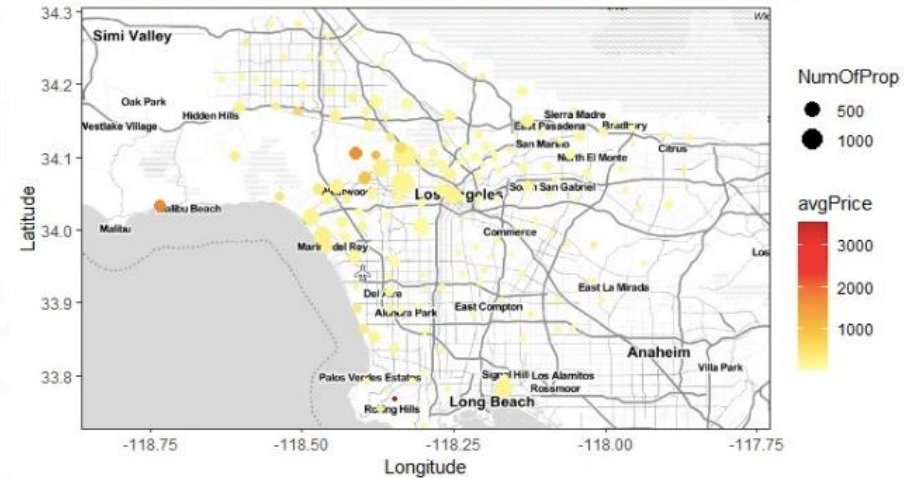 34.3
34.2
34.1
34.0
33.9
33.8
Latitude
Simi Valley
Oak Park
Westlake Village
Hidden Hills
Sierra Madre
East Pasadena
Bradbury
San Marino
North El Monte
Citrus
Los Angeles
South San Gabriel
Malibu Beach
Malibu
Marina del Rey
Commerce
Los
Del Aire
East La Mirada
Alondra Park
East Compton
Anaheim
Villa Park
Palos Verdes Estates
Signal Hill
Los Alamitos
Rossmoor
Rolling Hills
Long Beach
-118.75
-118.50
-118.25
-118.00
-117.75
Longitude
NumOfProp
500
1000
avgPrice
3000
2000
1000